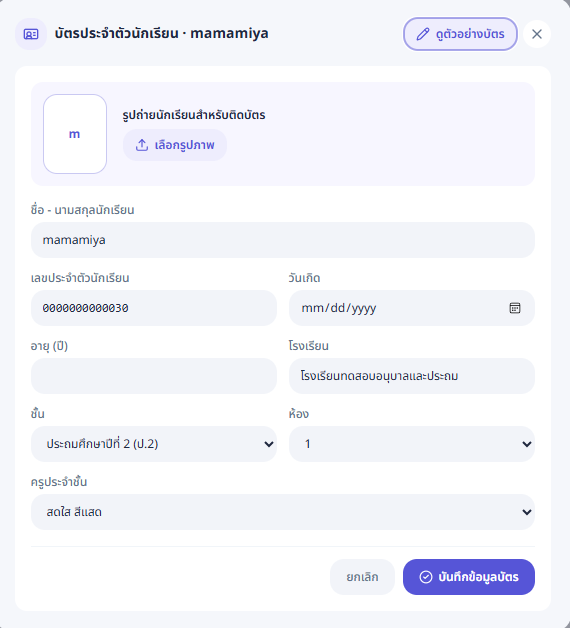 บัตรประจำตัวนักเรียน · mamamiya
ดูตัวอย่างบัตร
m
รูปถ่ายนักเรียนสำหรับติดบัตร
เลือกรูปภาพ
ชื่อ - นามสกุลนักเรียน
mamamiya
เลขประจำตัวนักเรียน
วันเกิด
0000000000030
mm/dd/yyyy
อายุ (ปี)
โรงเรียน
โรงเรียนทดสอบอนุบาลและประถม
ชั้น
ห้อง
ประถมศึกษาปีที่ 2 (ป.2)
1
ครูประจำชั้น
สดใส สีแสด
ยกเลิก
บันทึกข้อมูลบัตร